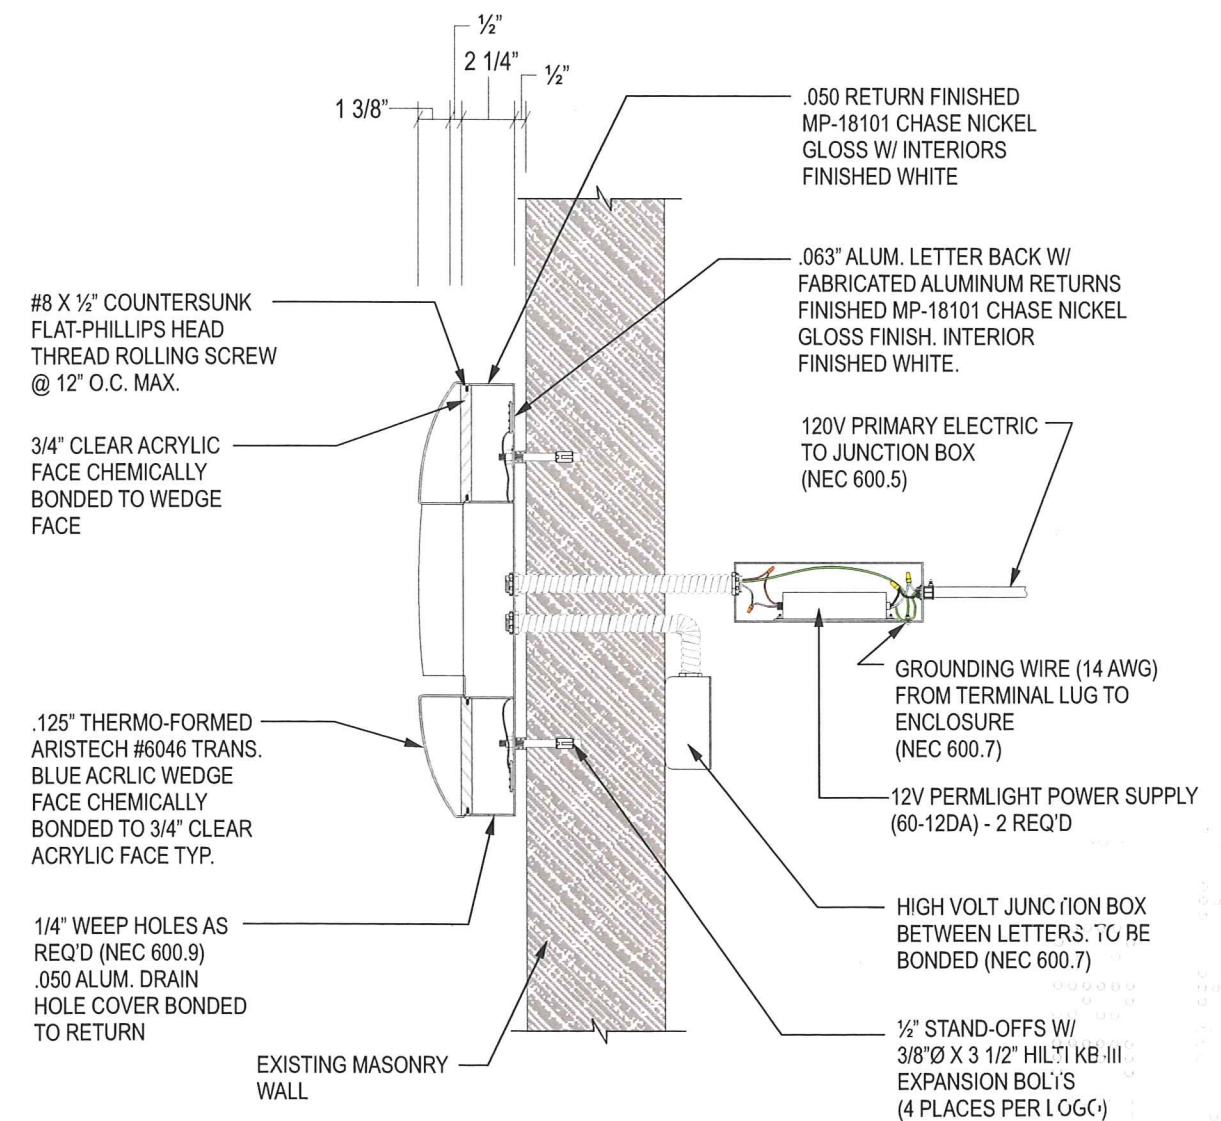 ½"
2 1/4"
½"
1 3/8"
.050 RETURN FINISHED
MP-18101 CHASE NICKEL
GLOSS W/ INTERIORS
FINISHED WHITE
.063" ALUM. LETTER BACK W/
FABRICATED ALUMINUM RETURNS
FINISHED MP-18101 CHASE NICKEL
GLOSS FINISH. INTERIOR
FINISHED WHITE.
#8 X ½" COUNTERSUNK
FLAT-PHILLIPS HEAD
THREAD ROLLING SCREW
@ 12" O.C. MAX.
3/4" CLEAR ACRYLIC
FACE CHEMICALLY
BONDED TO WEDGE
FACE
120V PRIMARY ELECTRIC
TO JUNCTION BOX
(NEC 600.5)
GROUNDING WIRE (14 AWG)
FROM TERMINAL LUG TO
ENCLOSURE
(NEC 600.7)
.125" THERMO-FORMED
ARISTECH #6046 TRANS.
BLUE ACRLIC WEDGE
FACE CHEMICALLY
BONDED TO 3/4" CLEAR
ACRYLIC FACE TYP.
12V PERMLIGHT POWER SUPPLY
(60-12DA) - 2 REQ'D
1/4" WEEP HOLES AS
REQ'D (NEC 600.9)
.050 ALUM. DRAIN
HOLE COVER BONDED
TO RETURN
HIGH VOLT JUNCTION BOX
BETWEEN LETTERS. TO BE
BONDED (NEC 600.7)
EXISTING MASONRY
WALL
½" STAND-OFFS W/
3/8"Ø X 3 1/2" HILTI KB-III
EXPANSION BOLTS
(4 PLACES PER LOGO)